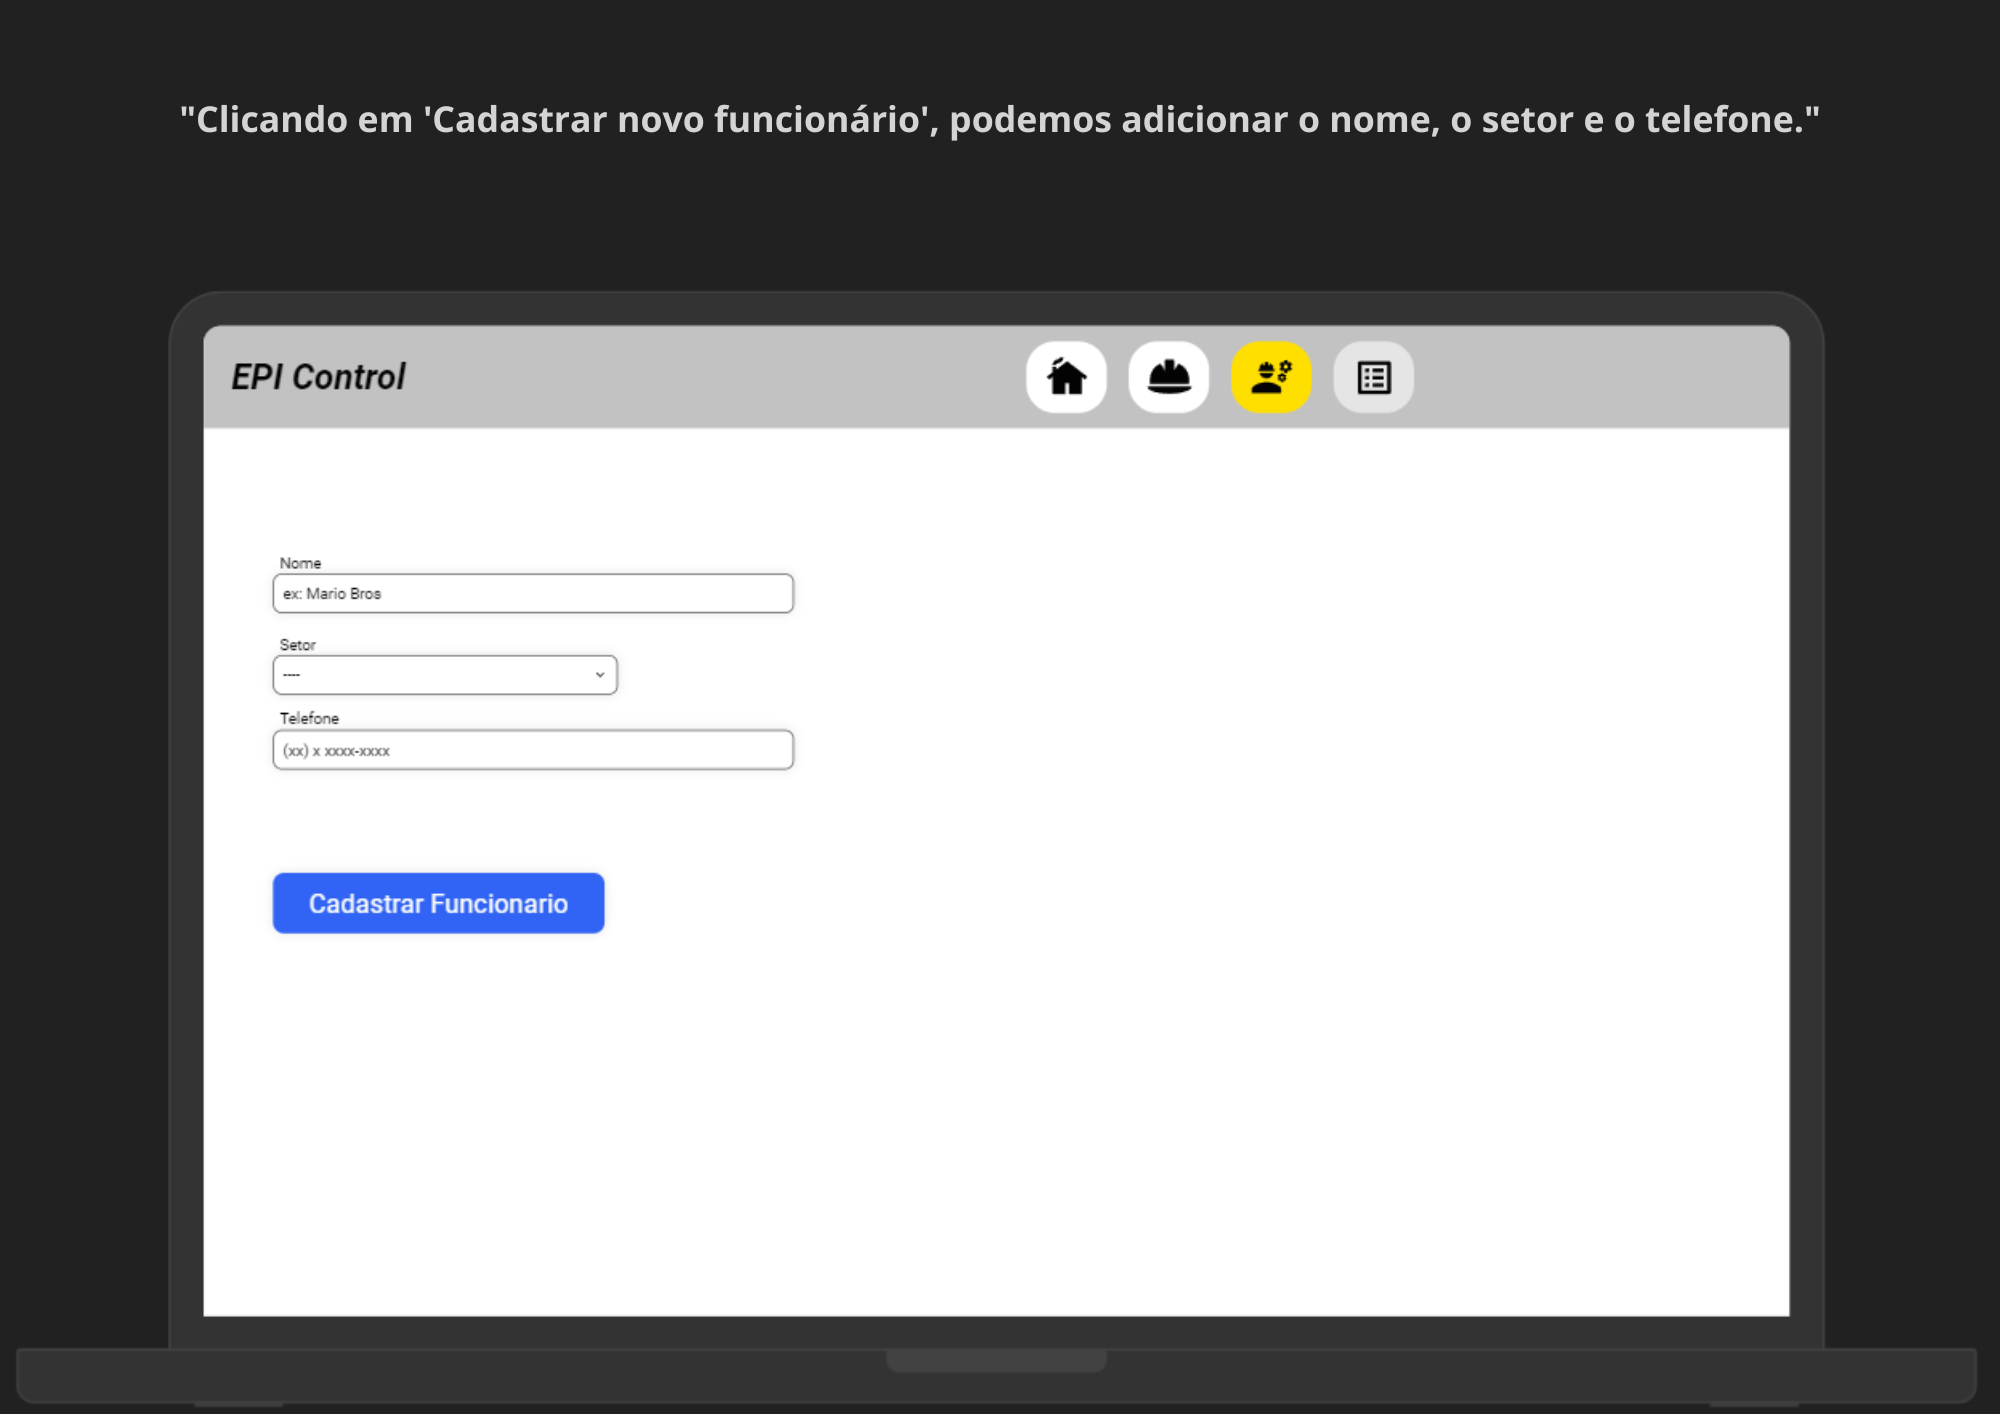 "Clicando em 'Cadastrar novo funcionário', podemos adicionar o nome, o setor e o telefone."
EPI Control
Nome
ex: Mario Bros
Setor
----
Telefone
(xx) x xxxx-xxxx
Cadastrar Funcionario